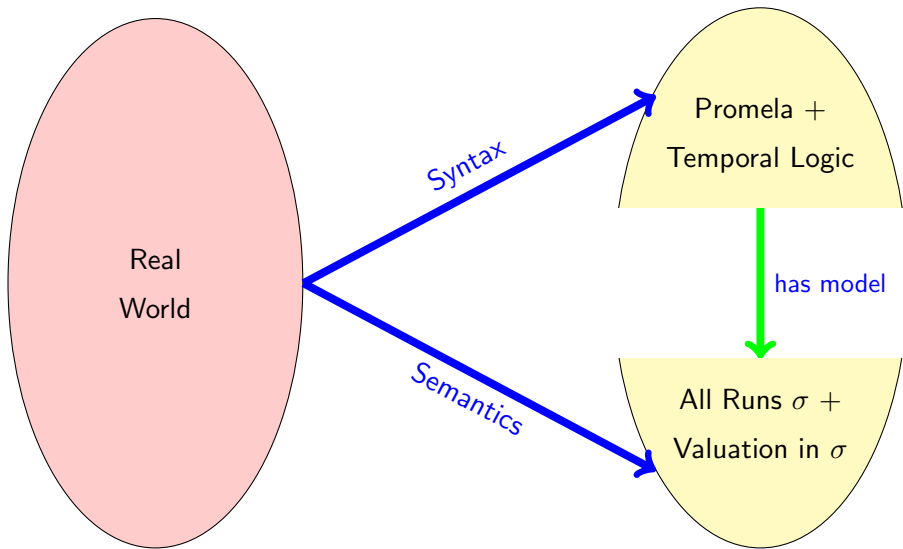 Promela +
Temporal Logic
Syntax
Real
World
has model
Semantics
All Runs σ +
Valuation in σ